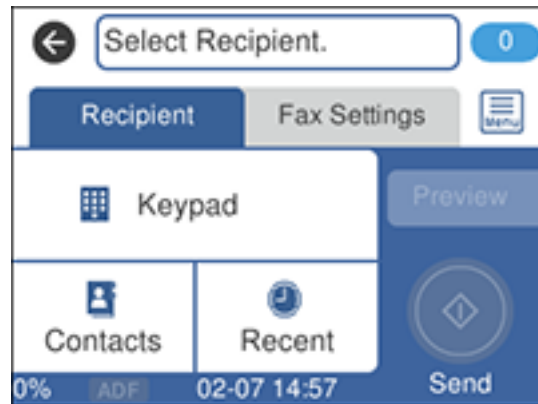 Select Recipient.
0
Recipient
Fax Settings
Menu
Keypad
Preview
Contacts
Recent
0%
ADF
02-07 14:57
Send